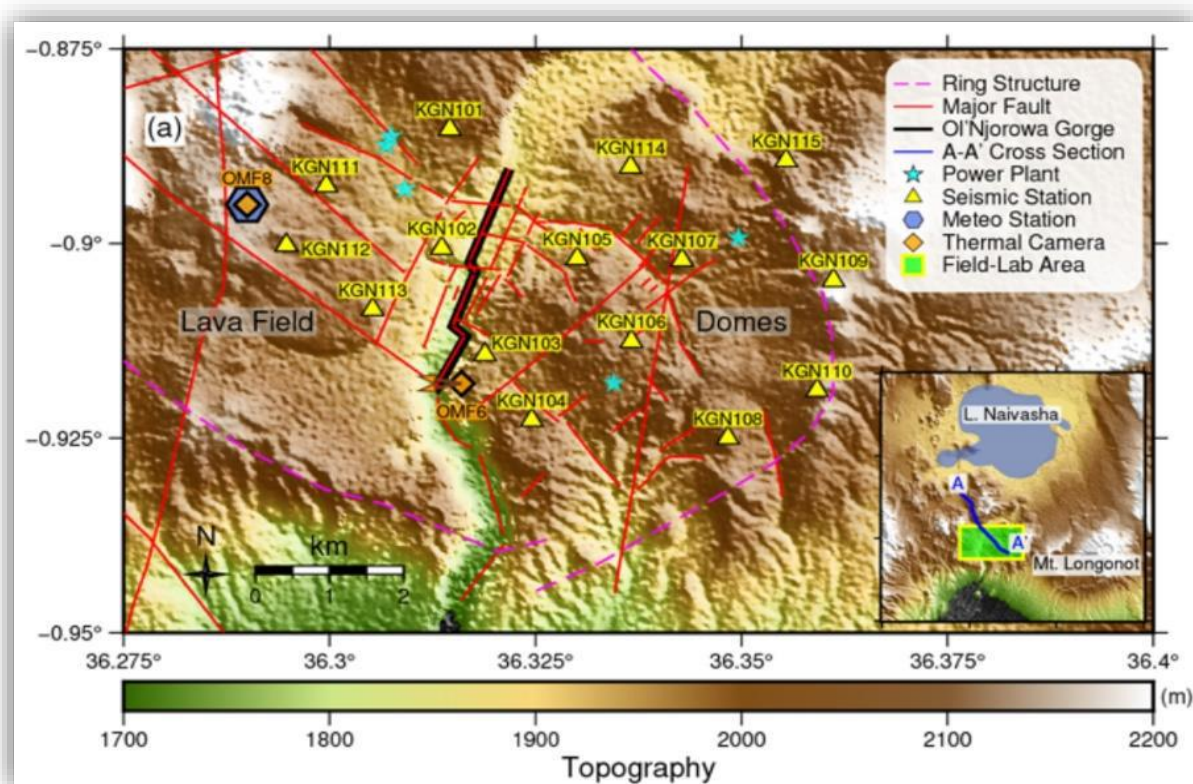 −0.875°
(a)
KGN101
Ring Structure
Major Fault
Ol'Njorowa Gorge
A-A' Cross Section
Power Plant
Seismic Station
Meteo Station
Thermal Camera
Field-Lab Area
KGN114
KGN115
KGN111
OMF8
−0.9°
KGN102
KGN105
KGN107
KGN112
KGN109
KGN113
Lava Field
KGN106
Domes
KGN103
KGN110
OMF6
KGN104
KGN108
−0.925°
L. Naivasha
A
A'
Mt. Longonot
N
km
0 1 2
−0.95°
36.275° 36.3° 36.325° 36.35° 36.375° 36.4°
(m)
1700 1800 1900 2000 2100 2200
Topography